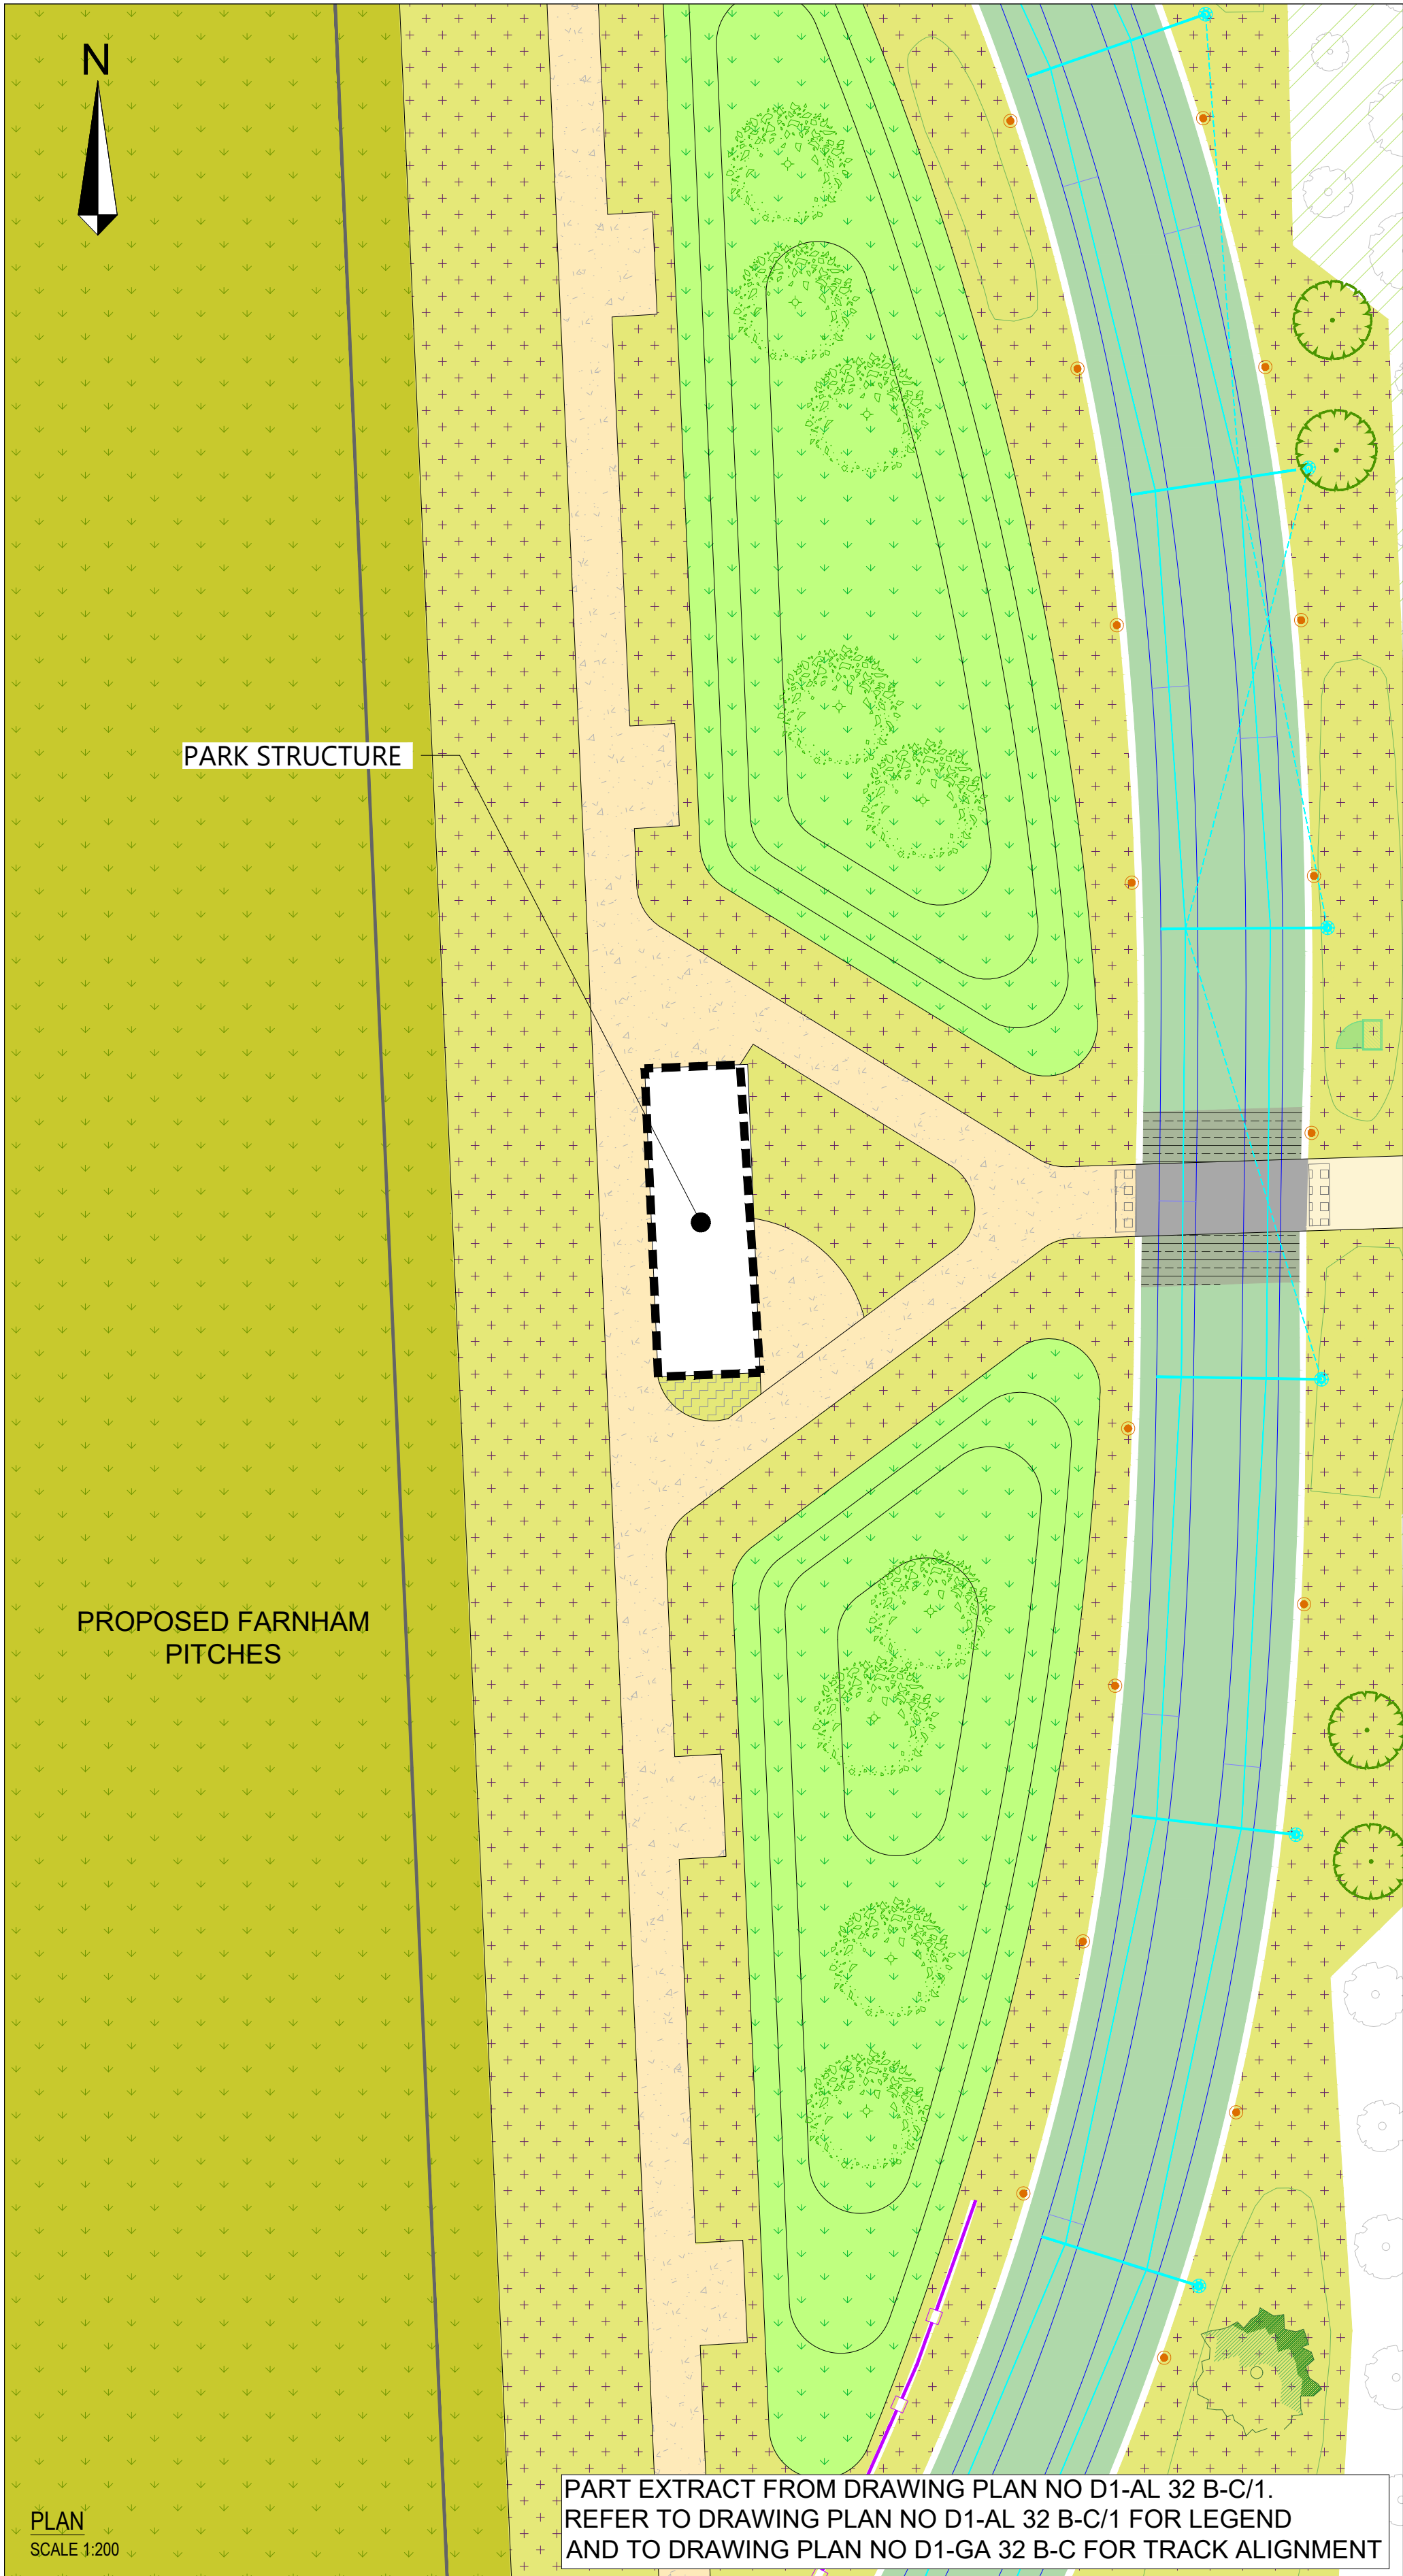 N
PARK STRUCTURE
PROPOSED FARNHAM
PITCHES
PLAN
SCALE 1:200
PART EXTRACT FROM DRAWING PLAN NO D1-AL 32 B-C/1.
REFER TO DRAWING PLAN NO D1-AL 32 B-C/1 FOR LEGEND
AND TO DRAWING PLAN NO D1-GA 32 B-C FOR TRACK ALIGNMENT